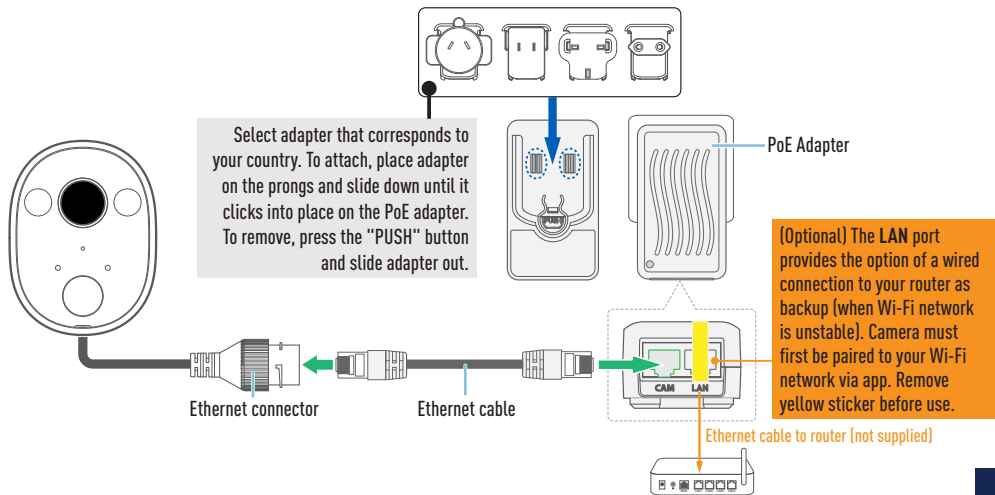 Select adapter that corresponds to
your country. To attach, place adapter
on the prongs and slide down until it
clicks into place on the PoE adapter.
To remove, press the "PUSH" button
and slide adapter out.
PUSH
PoE Adapter
(Optional) The LAN port
provides the option of a wired
connection to your router as
backup (when Wi-Fi network
is unstable). Camera must
first be paired to your Wi-Fi
network via app. Remove
yellow sticker before use.
CAM LAN
Ethernet connector
Ethernet cable
Ethernet cable to router (not supplied)